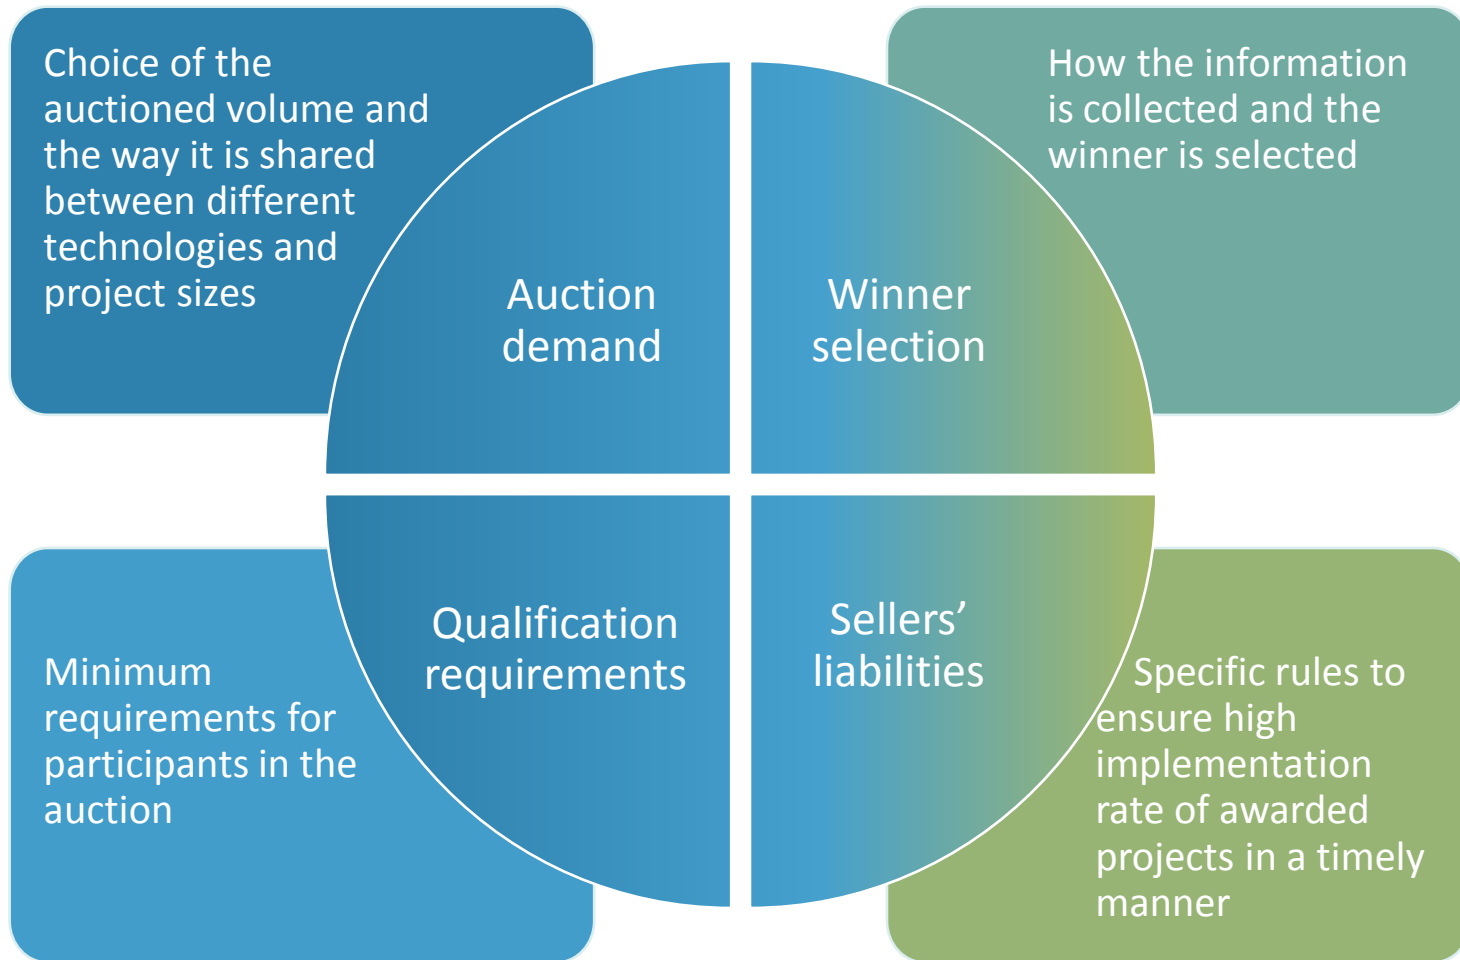 Choice of the
auctioned volume and
the way it is shared
between different
technologies and
project sizes
Auction
demand
Winner
selection
How the information
is collected and the
winner is selected
Minimum
requirements for
participants in the
auction
Qualification
requirements
Sellers’
liabilities
Specific rules to
ensure high
implementation
rate of awarded
projects in a timely
manner